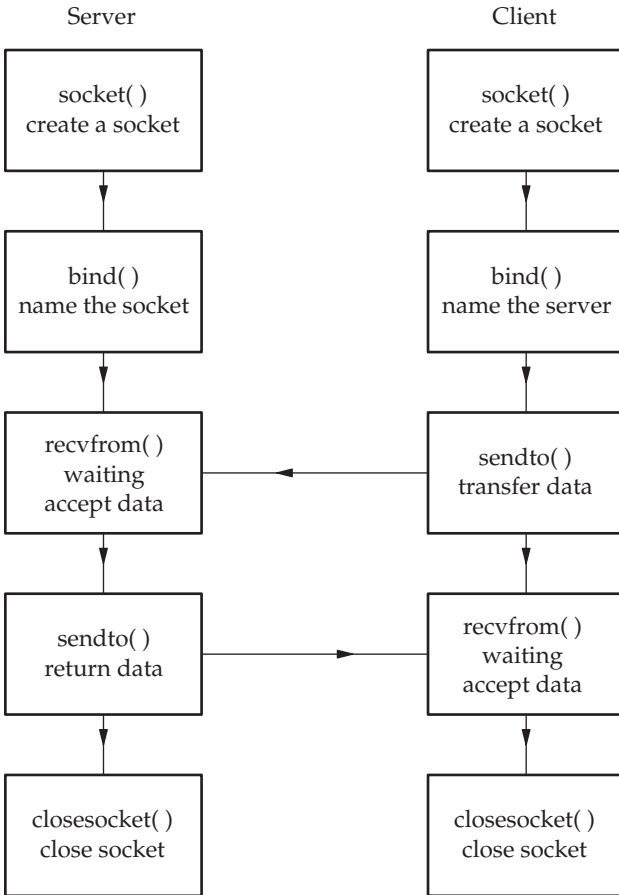 Server
socket( )
create a socket
bind( )
name the socket
recvfrom( )
waiting
accept data
sendto( )
return data
closesocket( )
close socket
Client
socket( )
create a socket
bind( )
name the server
sendto( )
transfer data
recvfrom( )
waiting
accept data
closesocket( )
close socket